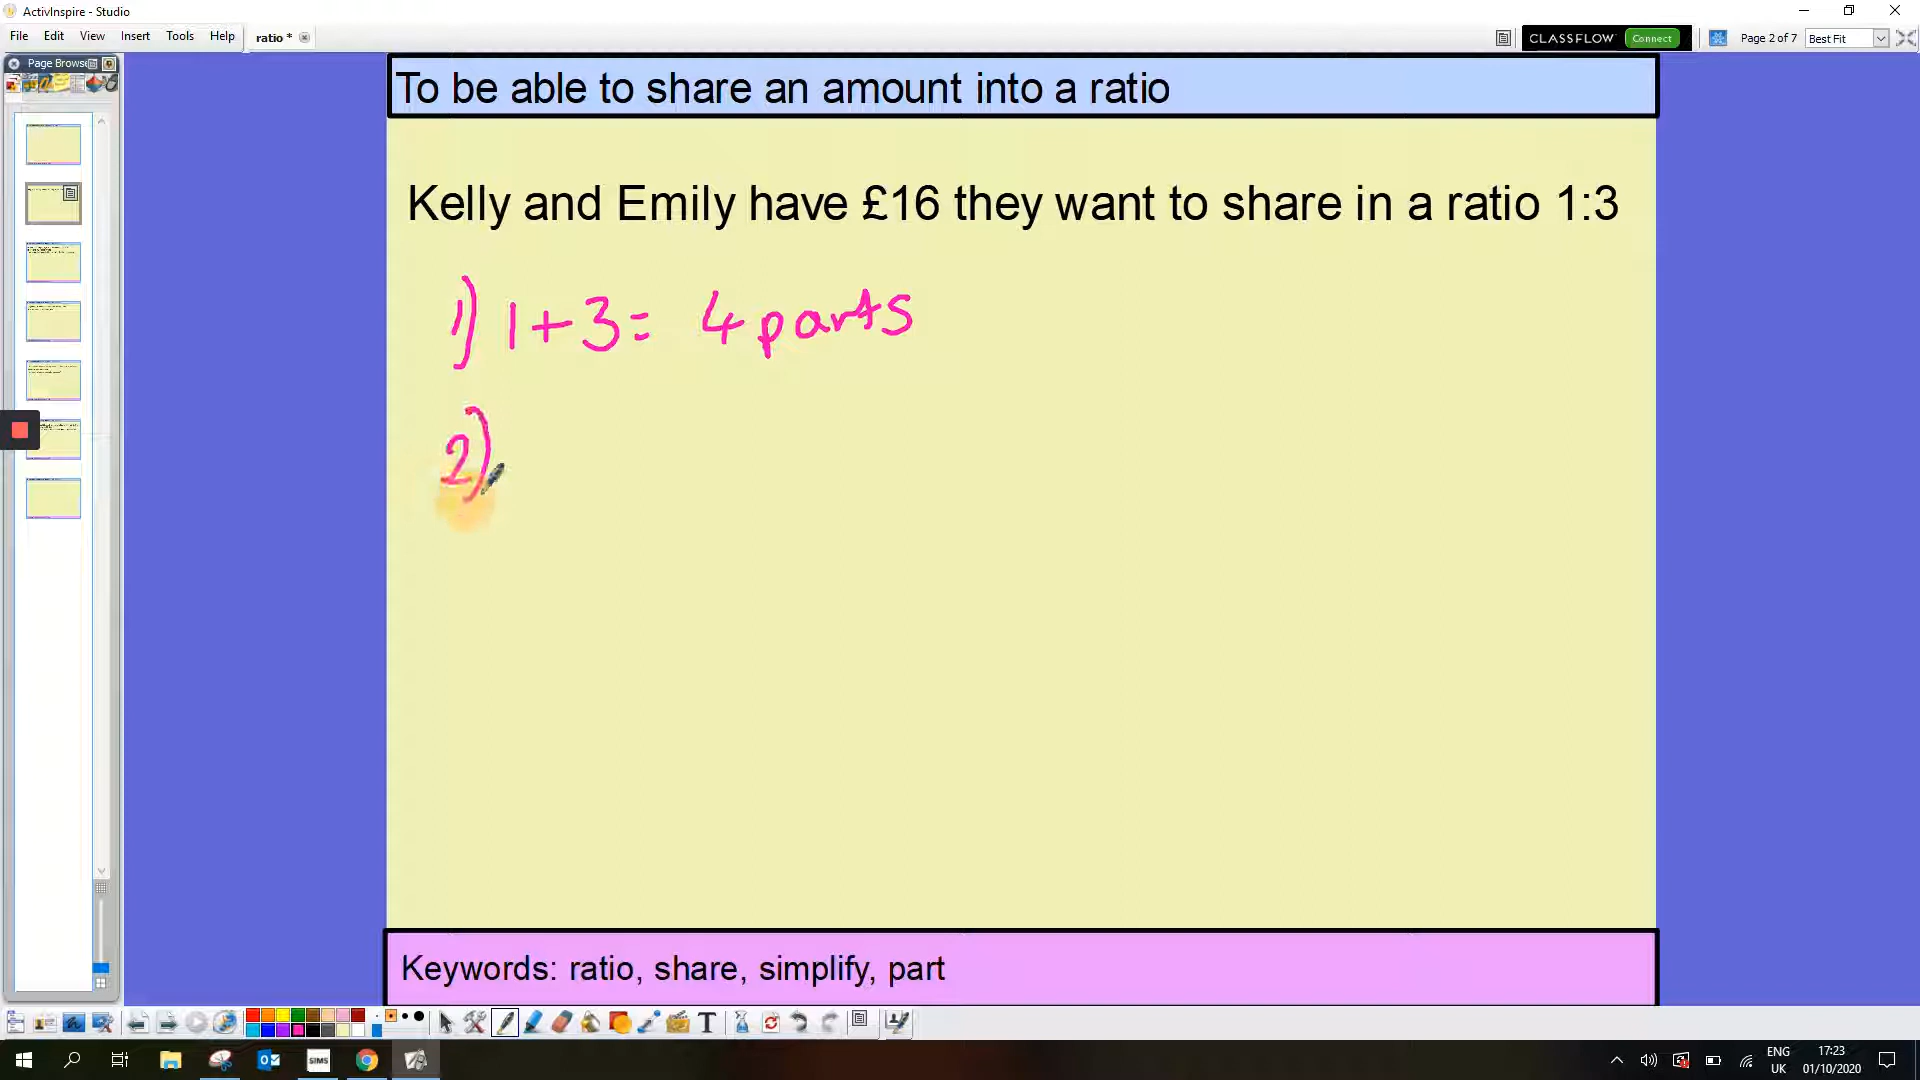 ActivInspire - Studio
File Edit View Insert Tools Help
ratio *
CLASSFLOW Connect
Page 2 of 7
Best Fit
Page Browse
To be able to share an amount into a ratio
Kelly and Emily have £16 they want to share in a ratio 1:3
1) 1+3= 4 parts
2)
Keywords: ratio, share, simplify, part
SIMS
ENG
UK
17:23
01/10/2020